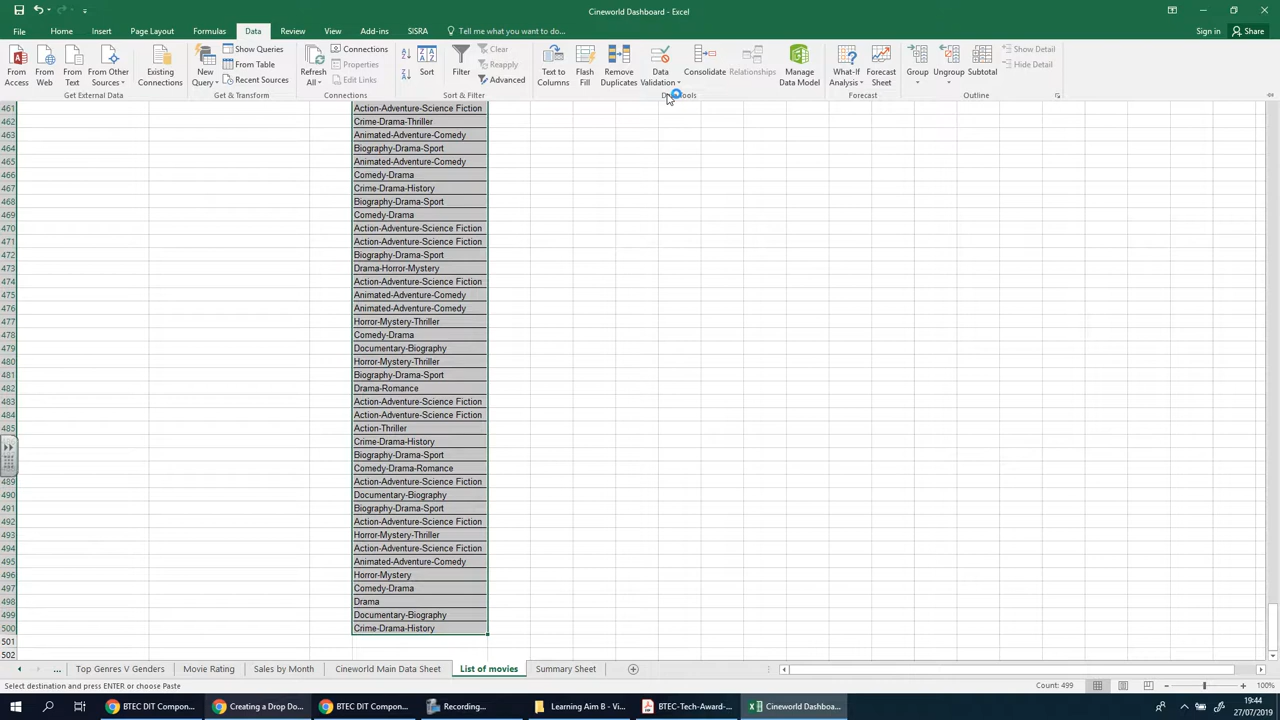 Cineworld Dashboard - Excel
File Home Insert Page Layout Formulas Data Review View Add-ins SISRA Tell me what you want to do... Sign in Share
From Access
From Web
From Text
From Other Sources
Existing Connections
New Query
Show Queries
From Table
Recent Sources
Refresh All
Connections
Properties
Edit Links
Sort
Filter
Clear
Reapply
Advanced
Text to Columns
Flash Fill
Remove Duplicates
Data Validation
Consolidate
Relationships
Manage Data Model
What-If Analysis
Forecast Sheet
Group
Ungroup
Subtotal
Show Detail
Hide Detail
Get External Data Get & Transform Connections Sort & Filter Forecast Outline
461 Action-Adventure-Science Fiction
462 Crime-Drama-Thriller
463 Animated-Adventure-Comedy
464 Biography-Drama-Sport
465 Animated-Adventure-Comedy
466 Comedy-Drama
467 Crime-Drama-History
468 Biography-Drama-Sport
469 Comedy-Drama
470 Action-Adventure-Science Fiction
471 Action-Adventure-Science Fiction
472 Biography-Drama-Sport
473 Drama-Horror-Mystery
474 Action-Adventure-Science Fiction
475 Animated-Adventure-Comedy
476 Animated-Adventure-Comedy
477 Horror-Mystery-Thriller
478 Comedy-Drama
479 Documentary-Biography
480 Horror-Mystery-Thriller
481 Biography-Drama-Sport
482 Drama-Romance
483 Action-Adventure-Science Fiction
484 Action-Adventure-Science Fiction
485 Action-Thriller
Crime-Drama-History
Biography-Drama-Sport
Comedy-Drama-Romance
489 Action-Adventure-Science Fiction
490 Documentary-Biography
491 Biography-Drama-Sport
492 Action-Adventure-Science Fiction
493 Horror-Mystery-Thriller
494 Action-Adventure-Science Fiction
495 Animated-Adventure-Comedy
496 Horror-Mystery
497 Comedy-Drama
498 Drama
499 Documentary-Biography
500 Crime-Drama-History
501
502
... Top Genres V Genders Movie Rating Sales by Month Cineworld Main Data Sheet List of movies Summary Sheet
Select destination and press ENTER or choose Paste Count: 499 100%
BTEC DIT Compon... Creating a Drop Do... BTEC DIT Compon... Recording... Learning Aim B - Vi... BTEC-Tech-Award-... Cineworld Dashboa... 19:44
27/07/2019